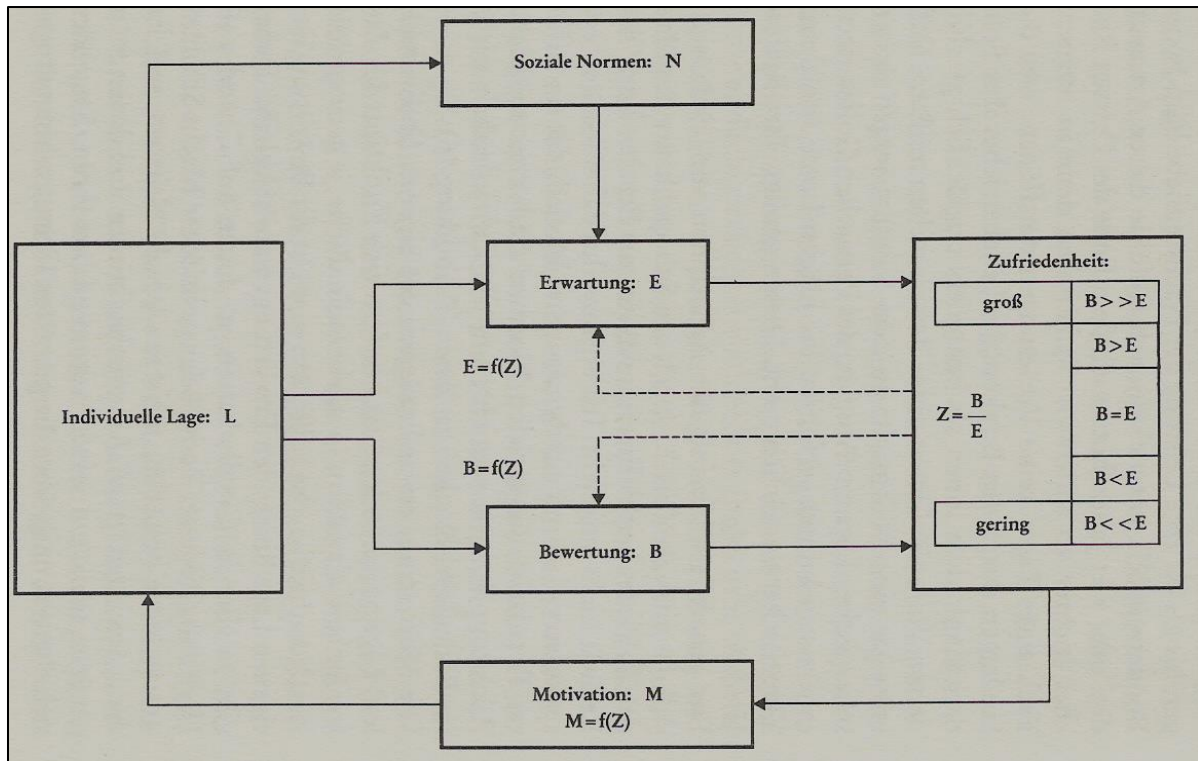 Soziale Normen: N
Erwartung: E
Zufriedenheit:
groß
B>>E
B>E
E=f(Z)
Individuelle Lage: L
Z=B/E
B=E
B=f(Z)
B<E
gering
B<<E
Bewertung: B
Motivation: M
M=f(Z)